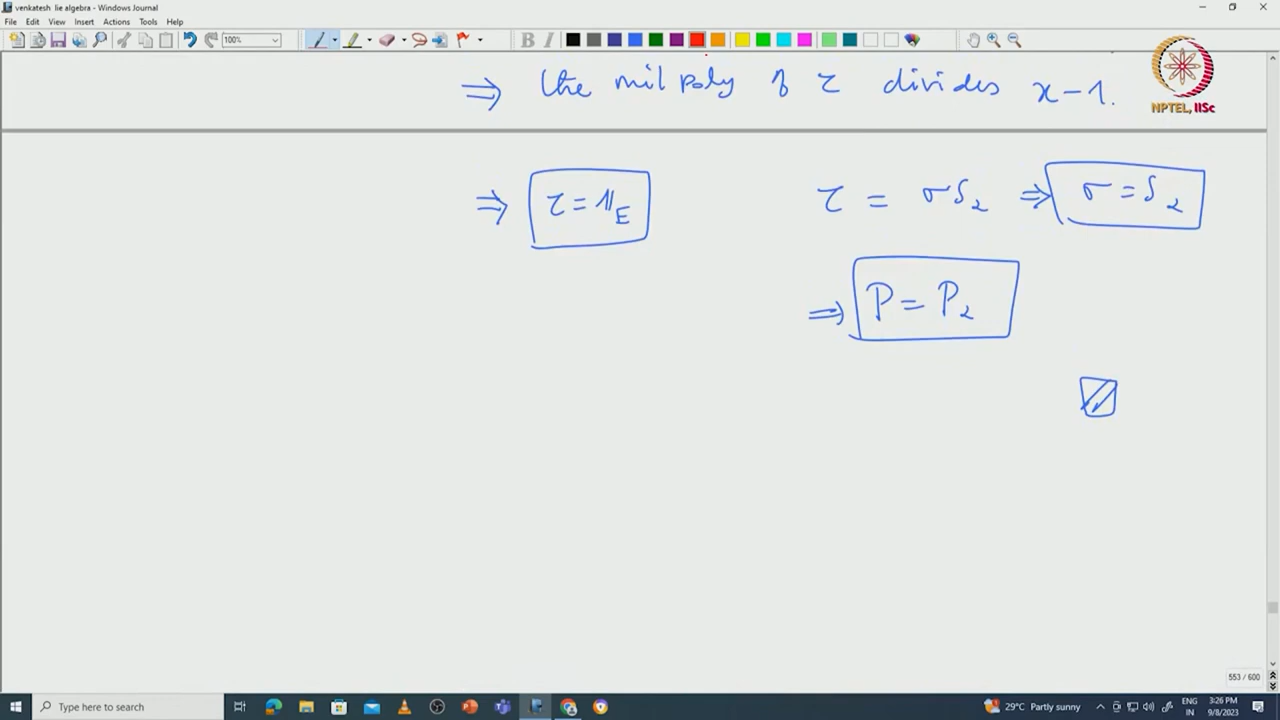 venkatesh lie algebra - Windows Journal
File Edit View Insert Actions Tools Help
100%
B I
NPTEL, IISc
⇒ the mil poly of τ divides x-1.
⇒ τ = 1_E τ = σS_2 ⇒ σ = S_2
⇒ P = P_2
553 / 600
Type here to search
29°C Partly sunny
ENG
IN
3:26 PM
9/8/2023